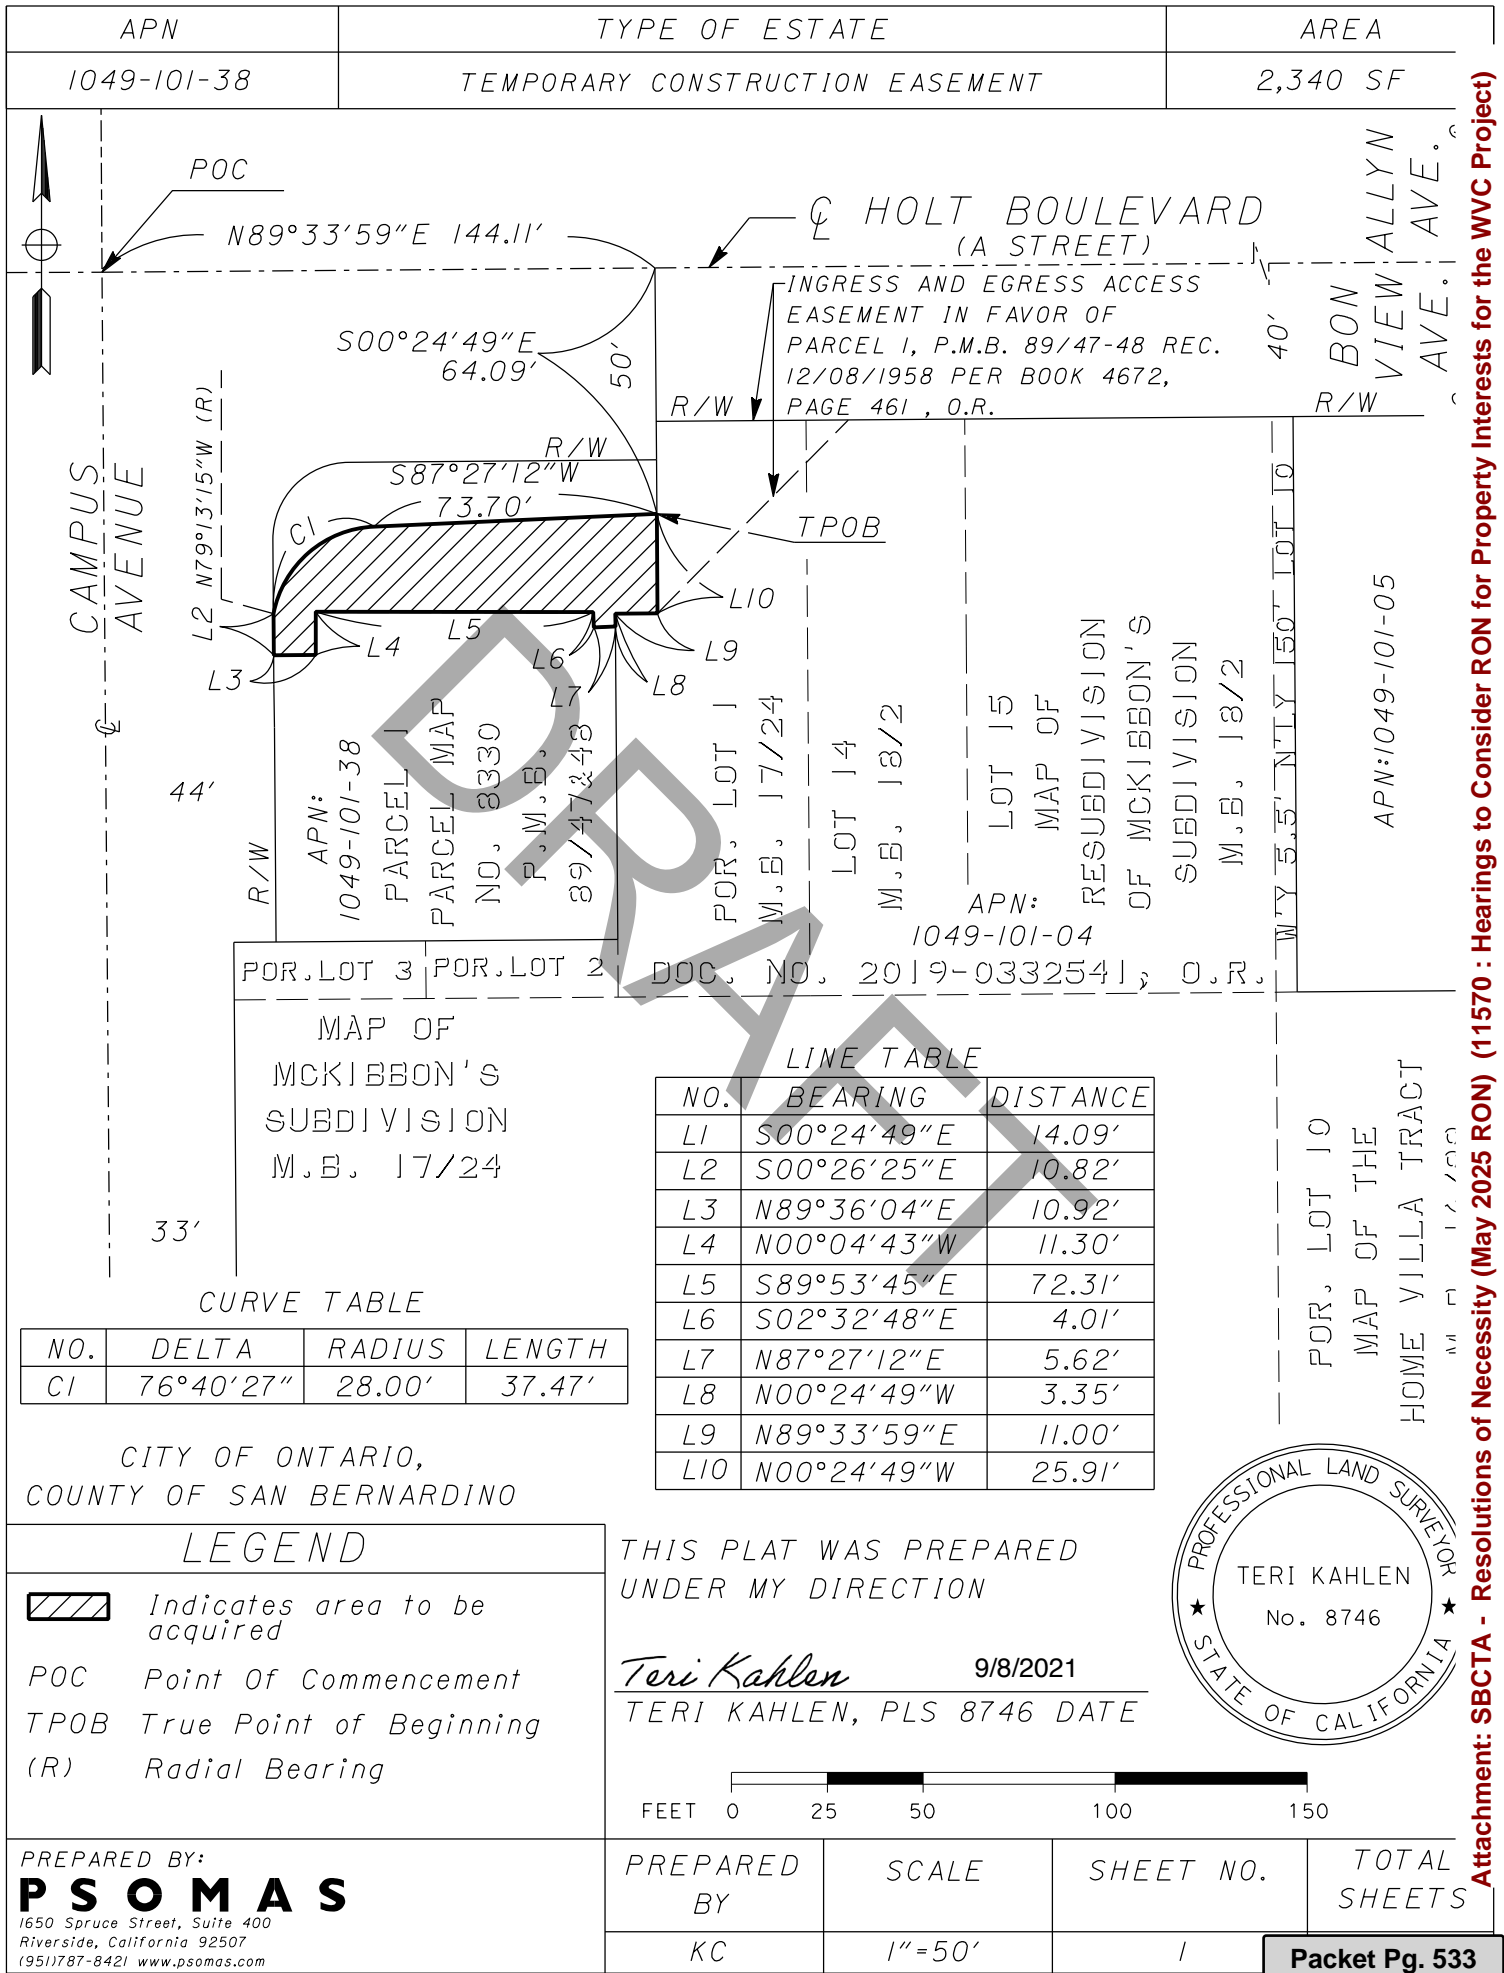 APN TYPE OF ESTATE AREA
1049-101-38 TEMPORARY CONSTRUCTION EASEMENT 2,340 SF
POC
N89°33'59"E 144.11'
℄ HOLT BOULEVARD
(A STREET)
ALLYN
AVE.
BON
VIEW
AVE.
INGRESS AND EGRESS ACCESS
EASEMENT IN FAVOR OF
PARCEL 1, P.M.B. 89/47-48 REC.
12/08/1958 PER BOOK 4672,
PAGE 461 , O.R.
S00°24'49"E
64.09'
50'
40'
R/W
R/W
R/W
S87°27'12"W
73.70'
N79°13'15"W (R)
C1
TPOB
CAMPUS
AVENUE
℄
L2
L3
L4
L5
L6
L7
L8
L9
L10
44'
R/W
APN:
1049-101-38
PARCEL 1
PARCEL MAP
NO. 8330
P.M.B.
89/47&48
POR. LOT 1
M.B. 17/24
LOT 14
M.B. 18/2
LOT 15
MAP OF
RESUBDIVISION
OF MCKIBBON'S
SUBDIVISION
M.B. 18/2
W'Y 5.5' N'LY 150' LOT 10
APN:1049-101-05
APN:
1049-101-04
POR.LOT 3 POR.LOT 2 DOC. NO. 2019-0332541, O.R.
MAP OF
MCKIBBON'S
SUBDIVISION
M.B. 17/24
33'
POR. LOT 10
MAP OF THE
HOME VILLA TRACT
DRAFT
LINE TABLE
NO. BEARING DISTANCE
L1 S00°24'49"E 14.09'
L2 S00°26'25"E 10.82'
L3 N89°36'04"E 10.92'
L4 N00°04'43"W 11.30'
L5 S89°53'45"E 72.31'
L6 S02°32'48"E 4.01'
L7 N87°27'12"E 5.62'
L8 N00°24'49"W 3.35'
L9 N89°33'59"E 11.00'
L10 N00°24'49"W 25.91'
CURVE TABLE
NO. DELTA RADIUS LENGTH
C1 76°40'27" 28.00' 37.47'
CITY OF ONTARIO,
COUNTY OF SAN BERNARDINO
LEGEND
Indicates area to be
acquired
POC Point Of Commencement
TPOB True Point of Beginning
(R) Radial Bearing
THIS PLAT WAS PREPARED
UNDER MY DIRECTION
Teri Kahlen 9/8/2021
TERI KAHLEN, PLS 8746 DATE
PROFESSIONAL LAND SURVEYOR
TERI KAHLEN
No. 8746
★ STATE OF CALIFORNIA ★
FEET 0 25 50 100 150
PREPARED BY:
PSOMAS
1650 Spruce Street, Suite 400
Riverside, California 92507
(951)787-8421 www.psomas.com
PREPARED
BY
SCALE
SHEET NO.
TOTAL
SHEETS
KC 1"=50' 1
Packet Pg. 533
Attachment: SBCTA - Resolutions of Necessity (May 2025 RON) (11570 : Hearings to Consider RON for Property Interests for the WVC Project)